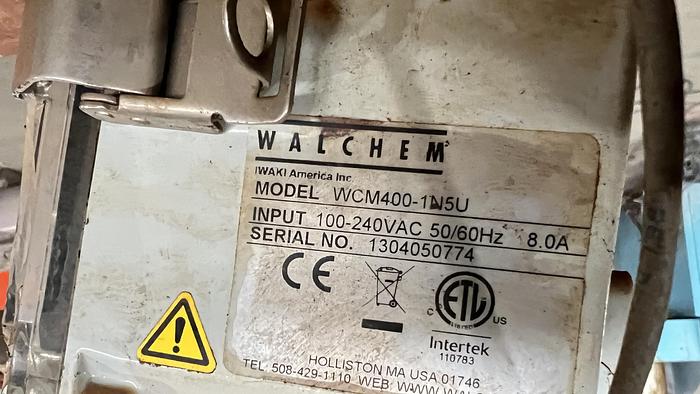 WALCHEM
IWAKI America Inc
MODEL WCM400-1N5U
INPUT 100-240VAC 50/60Hz 8.0A
SERIAL NO. 1304050774
CE
ETL
C US
LISTED
Intertek
110783
HOLLISTON MA USA 01746
TEL: 508-429-1110 WEB: